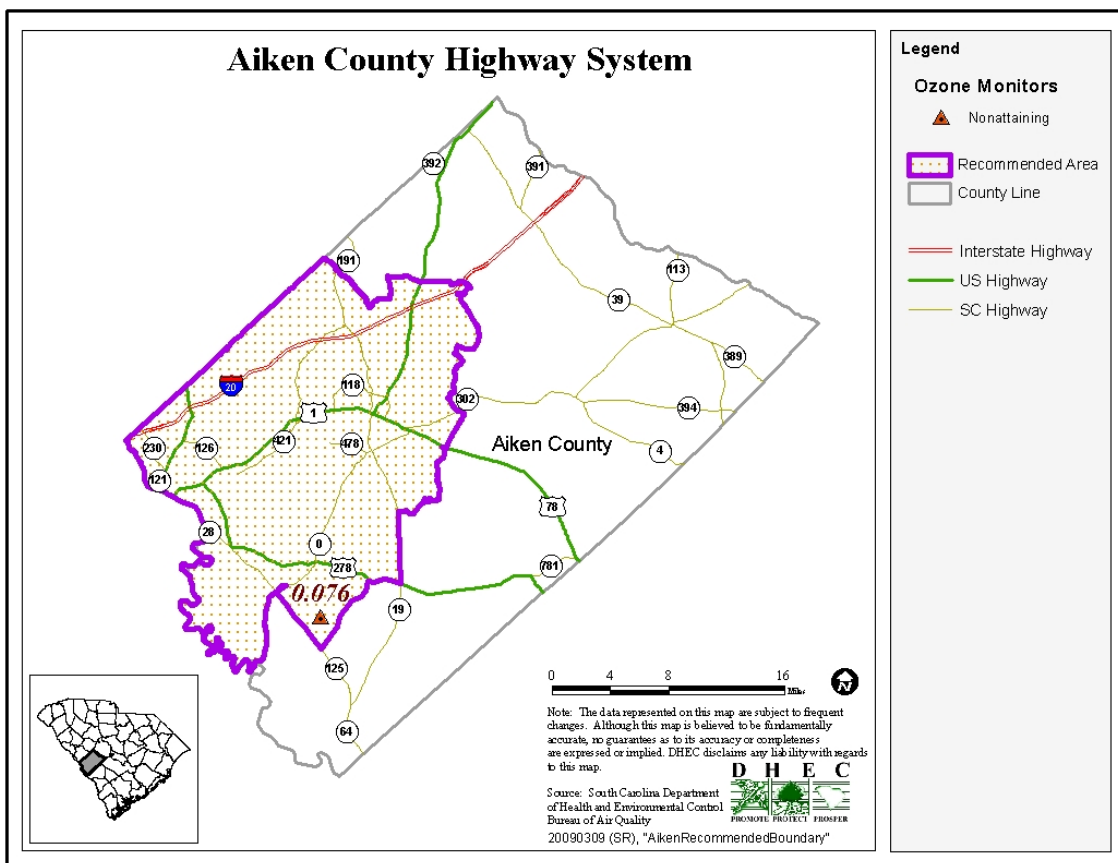 Aiken County Highway System
392
391
191
113
39
389
20
118
302
394
1
230
126
421
478
Aiken County
4
121
78
28
0
781
278
0.076
19
125
64
0 4 8 16
Miles
N
Note: The data represented on this map are subject to frequent
changes. Although this map is believed to be fundamentally
accurate, no guarantees as to its accuracy or completeness
are expressed or implied. DHEC disclaims any liability with regards
to this map.
D H E C
PROMOTE PROTECT PROSPER
Source: South Carolina Department
of Health and Environmental Control
Bureau of Air Quality
20090309 (SR), "AikenRecommendedBoundary"
Legend
Ozone Monitors
Nonattaining
Recommended Area
County Line
Interstate Highway
US Highway
SC Highway